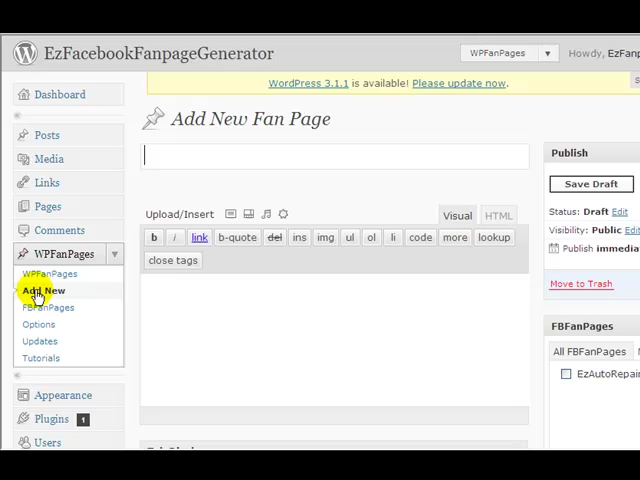 EzFacebookFanpageGenerator
WPFanPages
Howdy, EzFanp
WordPress 3.1.1 is available! Please update now.
Dashboard
Posts
Media
Links
Pages
Comments
WPFanPages
WPFanPages
Add New
FBFanPages
Options
Updates
Tutorials
Appearance
Plugins 1
Users
Add New Fan Page
Upload/Insert
Visual
HTML
b
i
link
b-quote
del
ins
img
ul
ol
li
code
more
lookup
close tags
Publish
Save Draft
Status: Draft Edit
Visibility: Public Edit
Publish immedia
Move to Trash
FBFanPages
All FBFanPages
EzAutoRepair